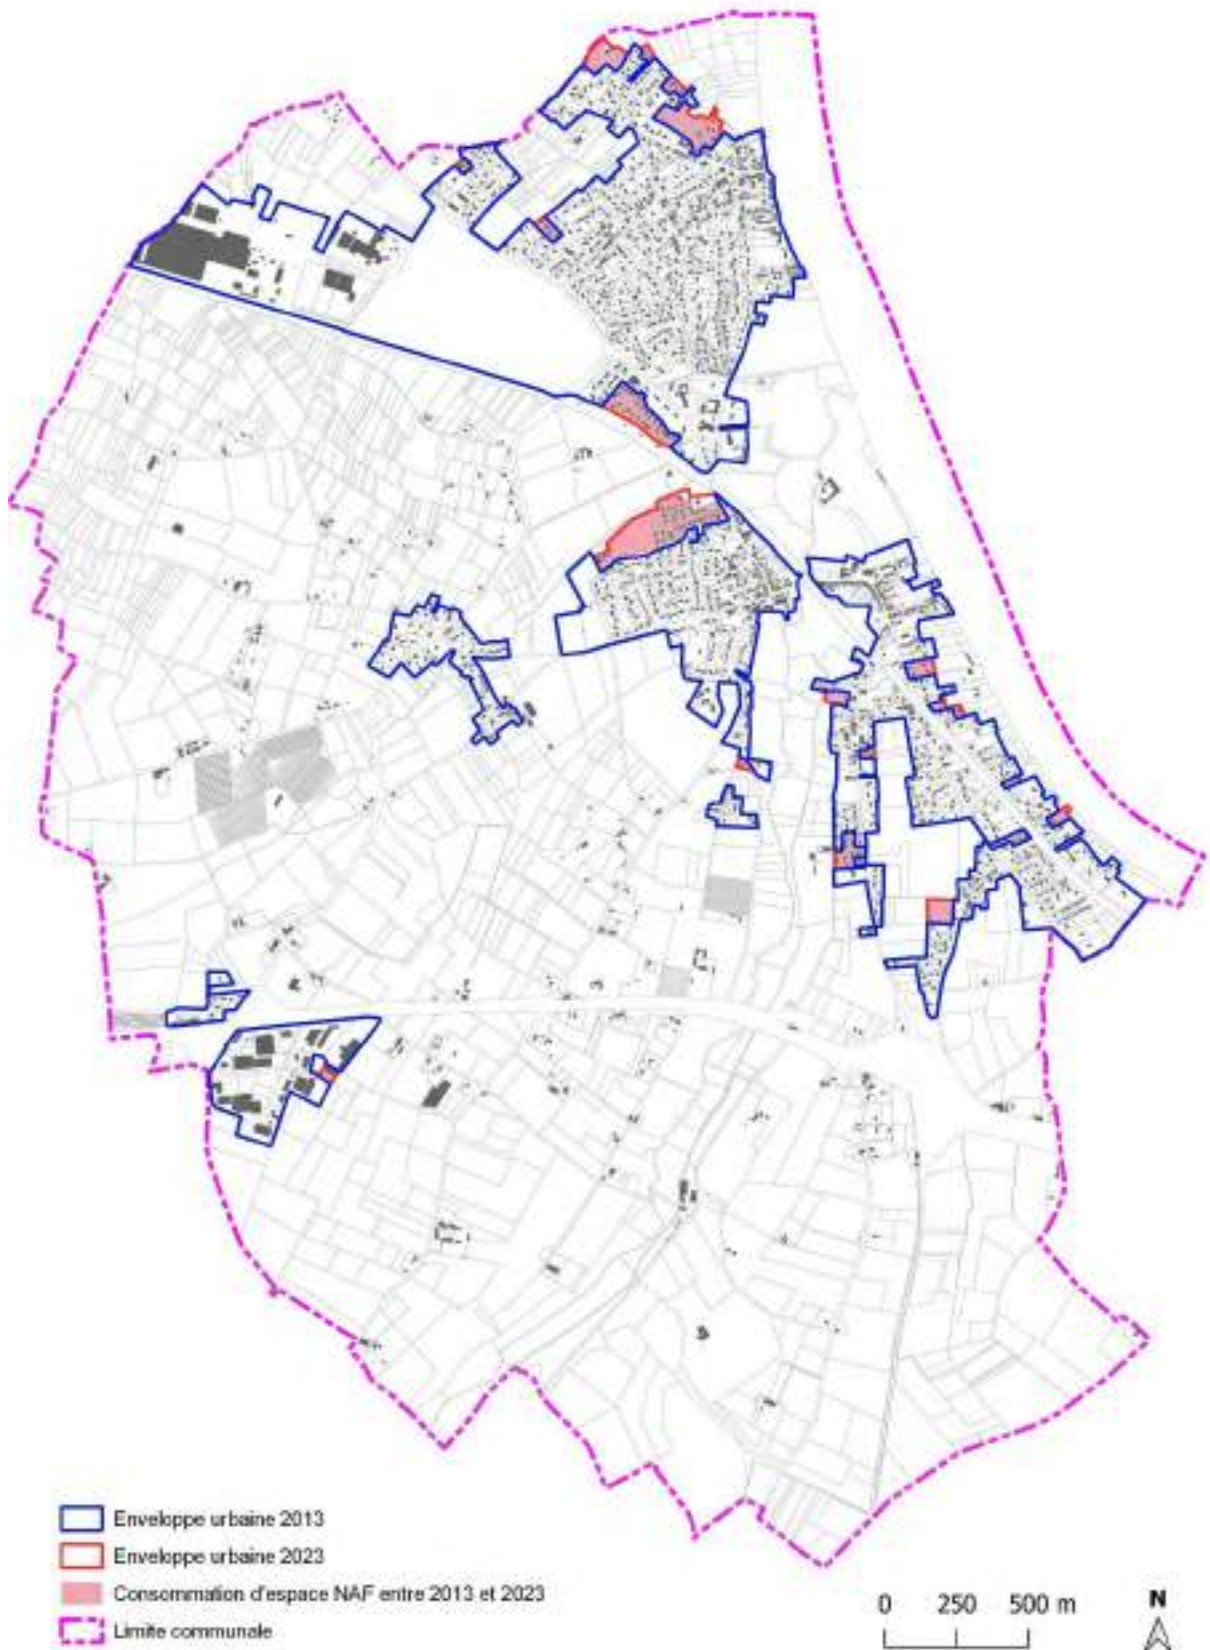 Enveloppe urbaine 2013
Enveloppe urbaine 2023
Consommation d'espace NAF entre 2013 et 2023
Limite communale
0 250 500 m
N